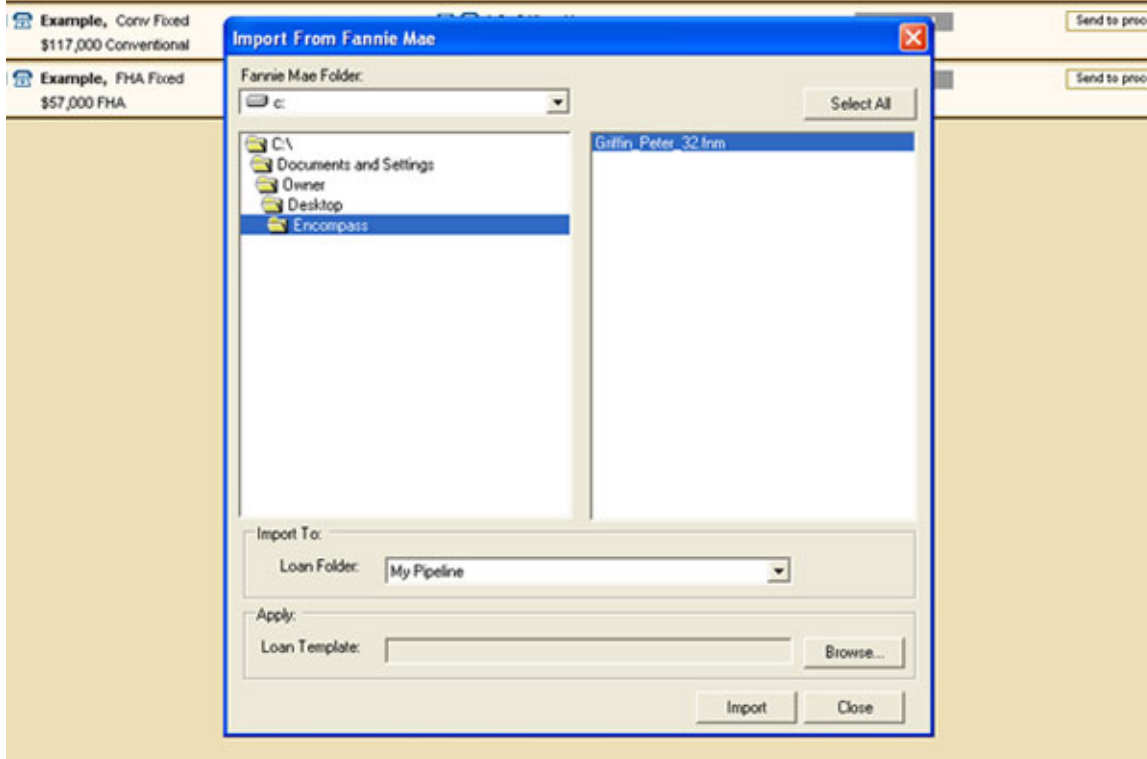 Example, Conv Fixed
$117,000 Conventional
Send to proc
Example, FHA Fixed
$57,000 FHA
Send to proc
Import From Fannie Mae
Fannie Mae Folder:
c:
Select All
C:\
Documents and Settings
Owner
Desktop
Encompass
Griffin_Peter_32.fnm
Import To:
Loan Folder:
My Pipeline
Apply:
Loan Template:
Browse...
Import
Close